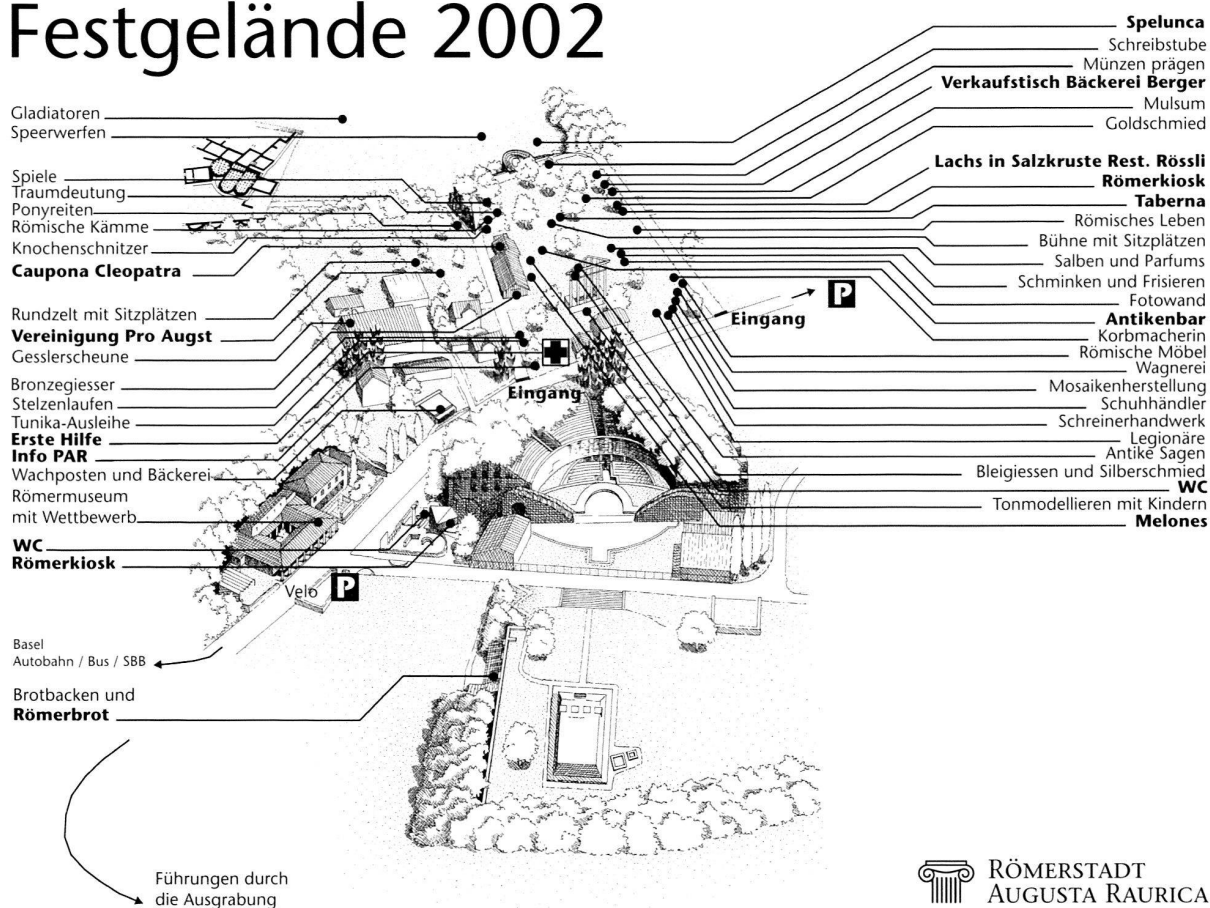 Festgelände 2002
Gladiatoren
Speerwerfen
Spiele
Traumdeutung
Ponyreiten
Römische Kämme
Knochenschnitzer
Caupona Cleopatra
Rundzelt mit Sitzplätzen
Vereinigung Pro Augst
Gesslerscheune
Bronzegiesser
Stelzenlaufen
Tunika-Ausleihe
Erste Hilfe
Info PAR
Wachposten und Bäckerei
Römermuseum
mit Wettbewerb
WC
Römerkiosk
Velo P
Basel
Autobahn / Bus / SBB
Brotbacken und
Römerbrot
Führungen durch
die Ausgrabung
Eingang
Eingang
P
Spelunca
Schreibstube
Münzen prägen
Verkaufstisch Bäckerei Berger
Mulsum
Goldschmied
Lachs in Salzkruste Rest. Rössli
Römerkiosk
Taberna
Römisches Leben
Bühne mit Sitzplätzen
Salben und Parfums
Schminken und Frisieren
Fotowand
Antikenbar
Korbmacherin
Römische Möbel
Wagnerei
Mosaikenherstellung
Schuhhändler
Schreinerhandwerk
Legionäre
Antike Sagen
Bleigiessen und Silberschmied
WC
Tonmodellieren mit Kindern
Melones
RÖMERSTADT
AUGUSTA RAURICA